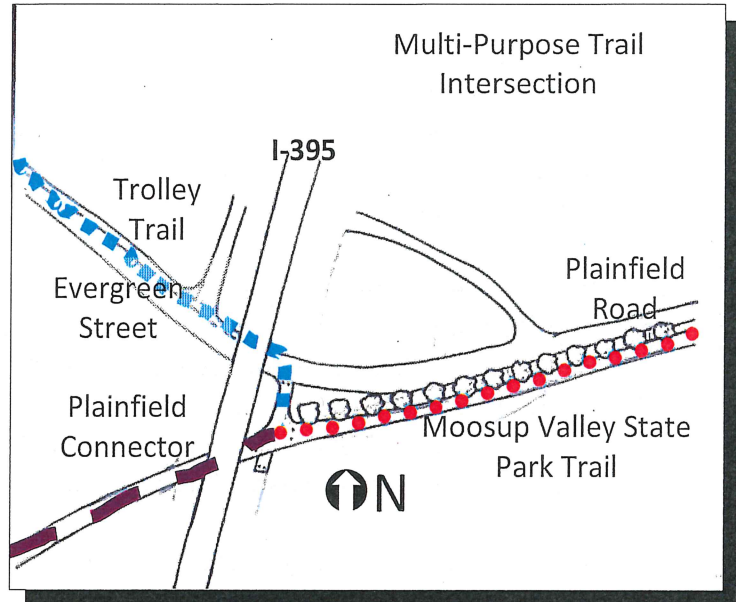 Multi-Purpose Trail
Intersection
I-395
Trolley
Trail
Evergreen
Street
Plainfield
Road
Plainfield
Connector
Moosup Valley State
Park Trail
N